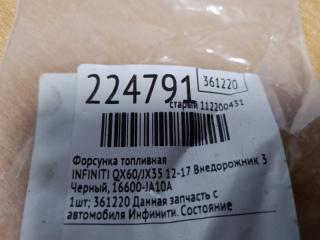 224791
361220
старый 112200431
Форсунка топливная
INFINITI QX60/JX35 12-17 Внедорожник 3
Черный, 16600-JA10A
1шт; 361220 Данная запчасть с
автомобиля Инфинити. Состояние